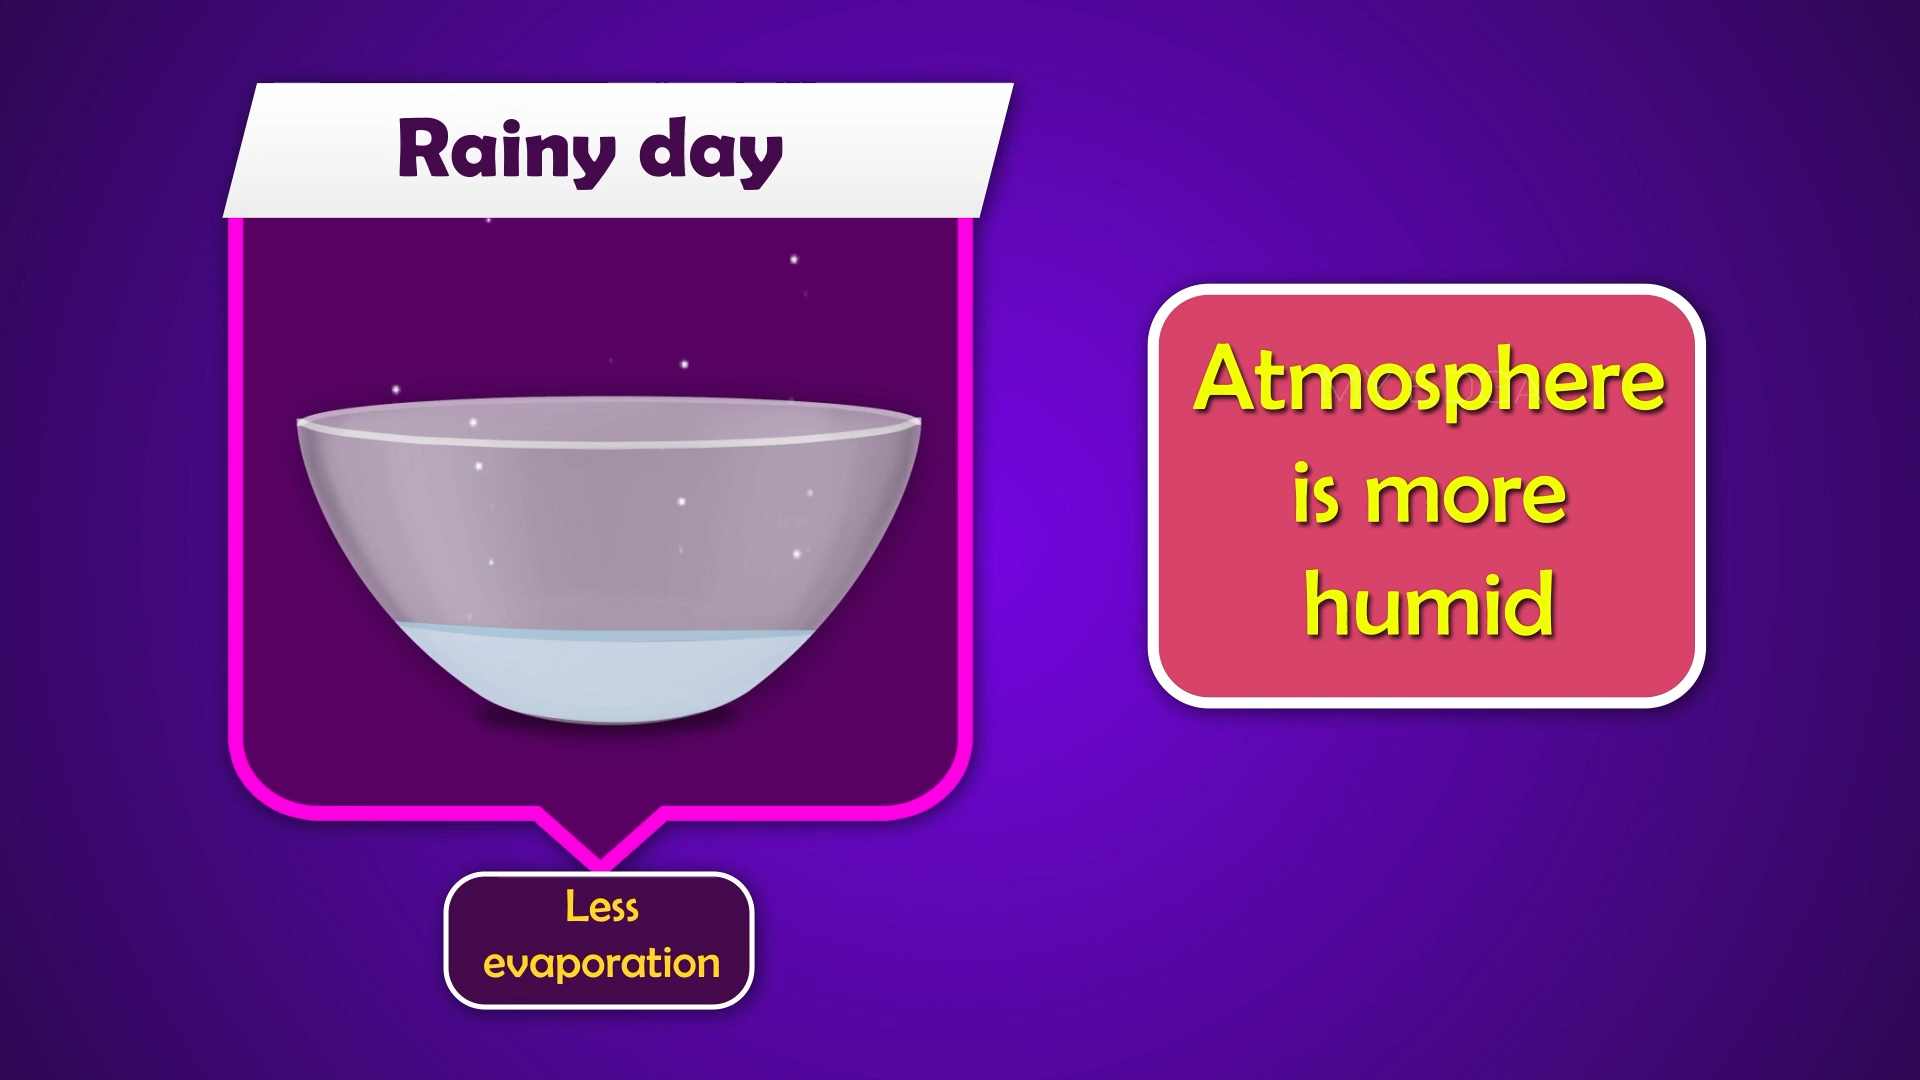 Rainy day
Atmosphere
is more
humid
Less
evaporation